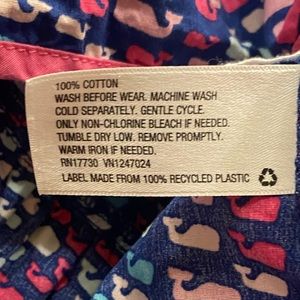 100% COTTON
WASH BEFORE WEAR. MACHINE WASH
COLD SEPARATELY. GENTLE CYCLE.
ONLY NON-CHLORINE BLEACH IF NEEDED.
TUMBLE DRY LOW. REMOVE PROMPTLY.
WARM IRON IF NEEDED.
RN17730 VN1247024
LABEL MADE FROM 100% RECYCLED PLASTIC